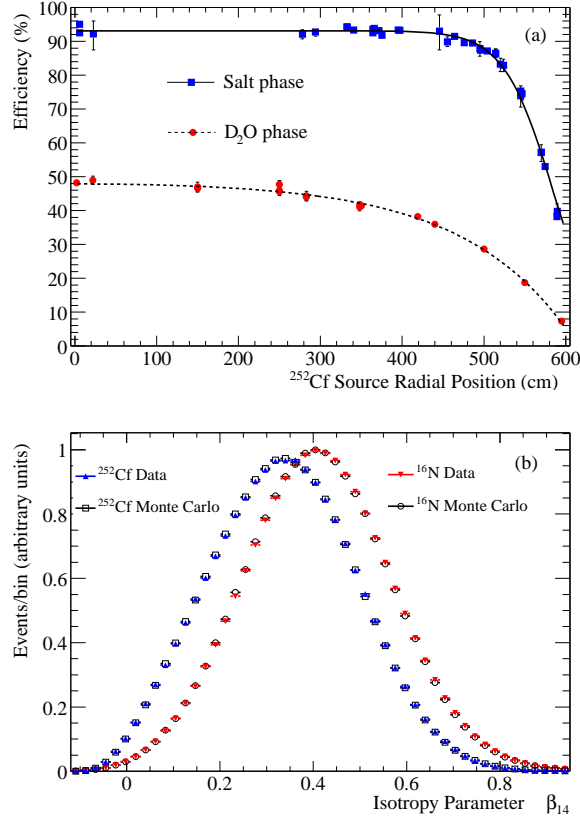 Efficiency (%)
100
90
80
70
60
50
40
30
20
10
0
(a)
Salt phase
D₂O phase
0 100 200 300 400 500 600
²⁵²Cf Source Radial Position (cm)
Events/bin (arbitrary units)
1
0.8
0.6
0.4
0.2
0
(b)
²⁵²Cf Data
²⁵²Cf Monte Carlo
¹⁶N Data
¹⁶N Monte Carlo
0 0.2 0.4 0.6 0.8
Isotropy Parameter β₁₄